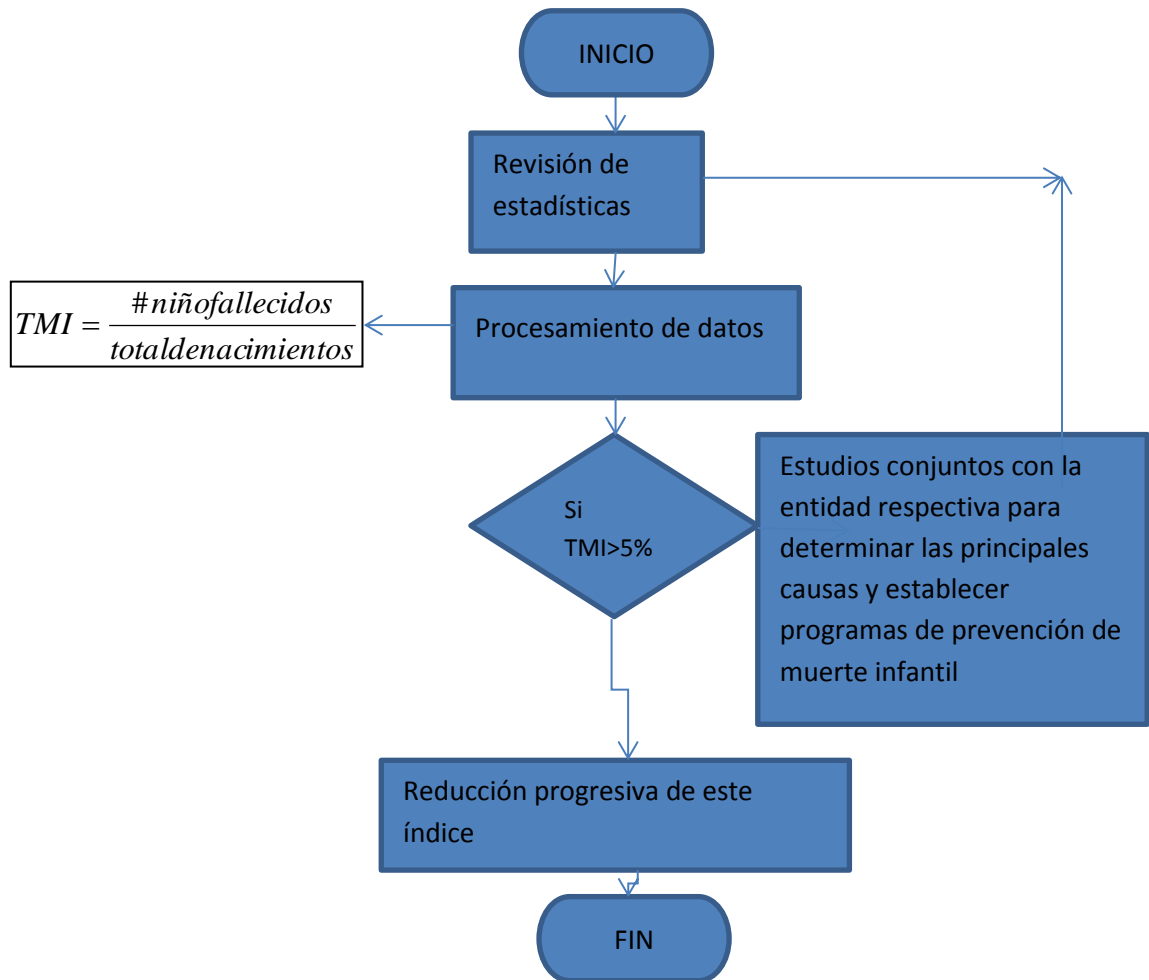 INICIO
Revisión de
estadísticas
TMI = #niñofallecidos
totaldenacimientos
Procesamiento de datos
Si
TMI>5%
Estudios conjuntos con la
entidad respectiva para
determinar las principales
causas y establecer
programas de prevención de
muerte infantil
Reducción progresiva de este
índice
FIN